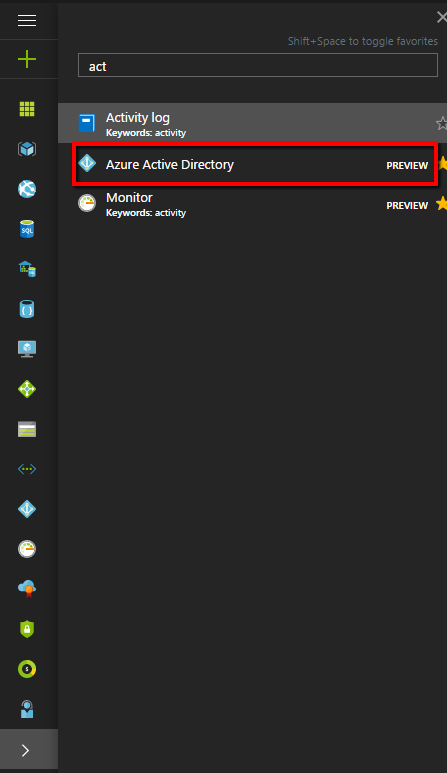 Shift+Space to toggle favorites
act
Activity log
Keywords: activity
Azure Active Directory PREVIEW
Monitor
Keywords: activity PREVIEW
SQL